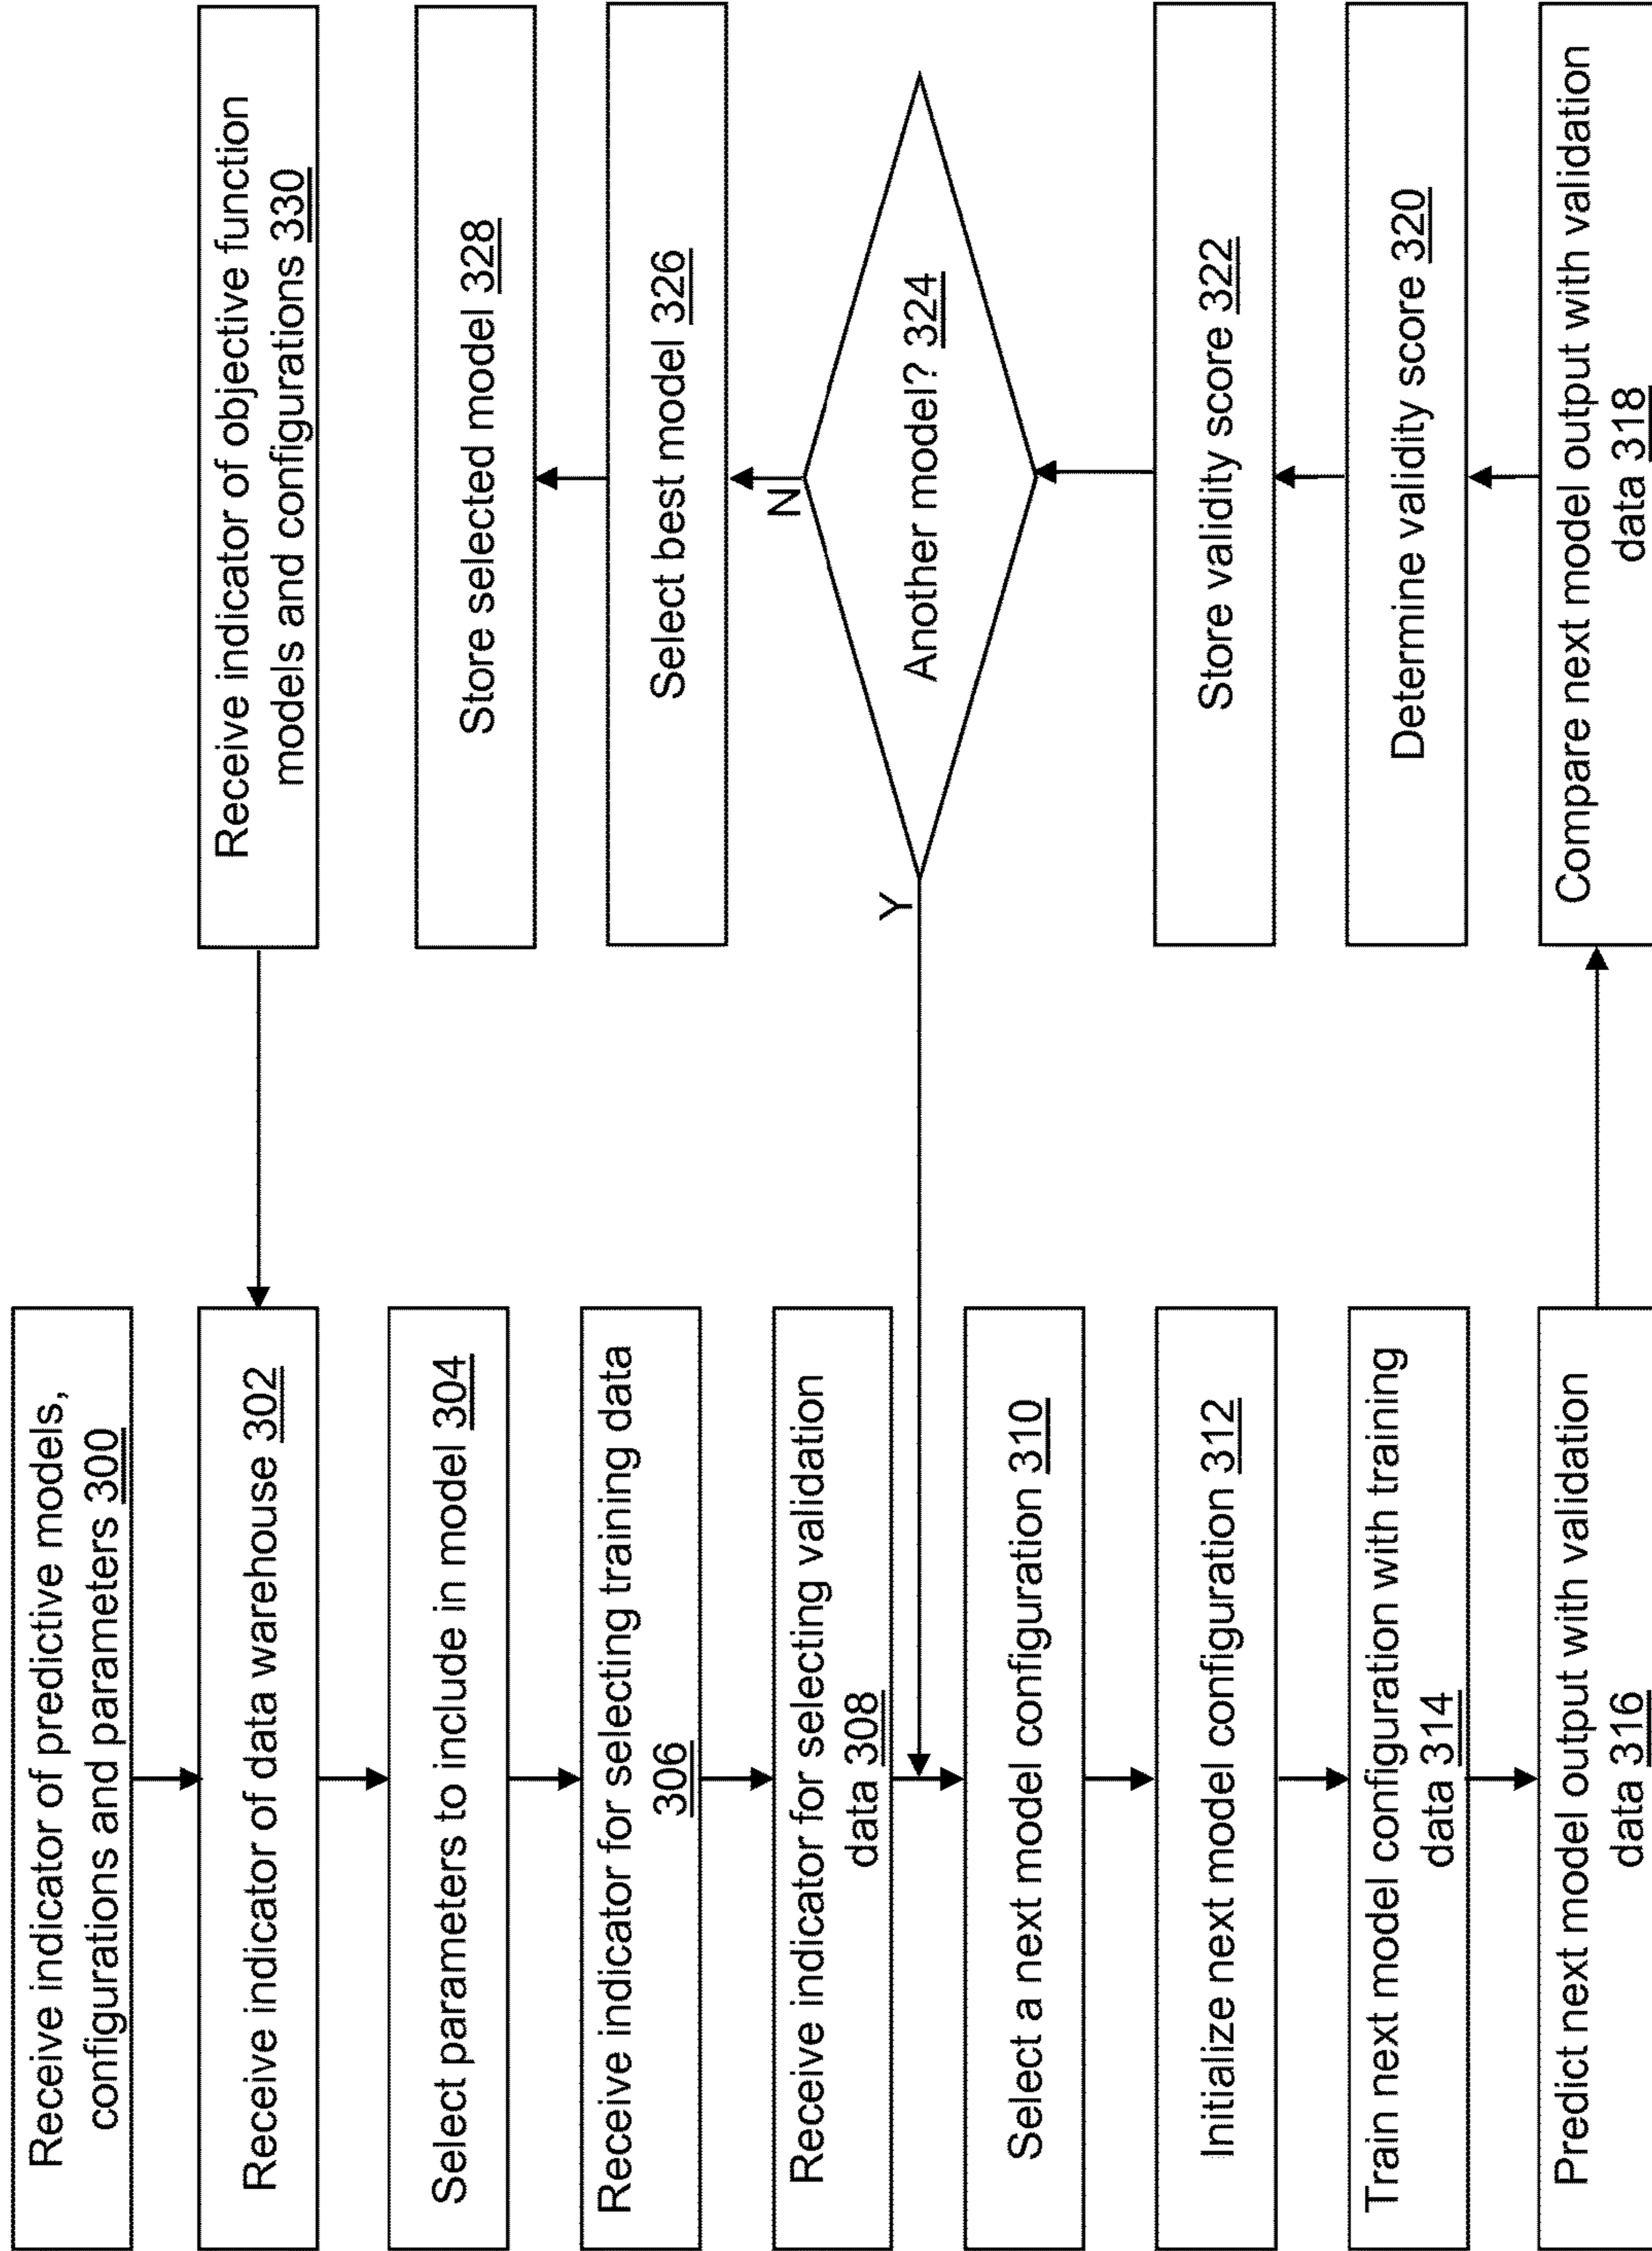 Receive indicator of predictive models,
configurations and parameters 300
Receive indicator of data warehouse 302
Select parameters to include in model 304
Receive indicator for selecting training data
306
Receive indicator for selecting validation
data 308
Select a next model configuration 310
Initialize next model configuration 312
Train next model configuration with training
data 314
Predict next model output with validation
data 316
Receive indicator of objective function
models and configurations 330
Store selected model 328
Select best model 326
N
Y
Another model? 324
Store validity score 322
Determine validity score 320
Compare next model output with validation
data 318